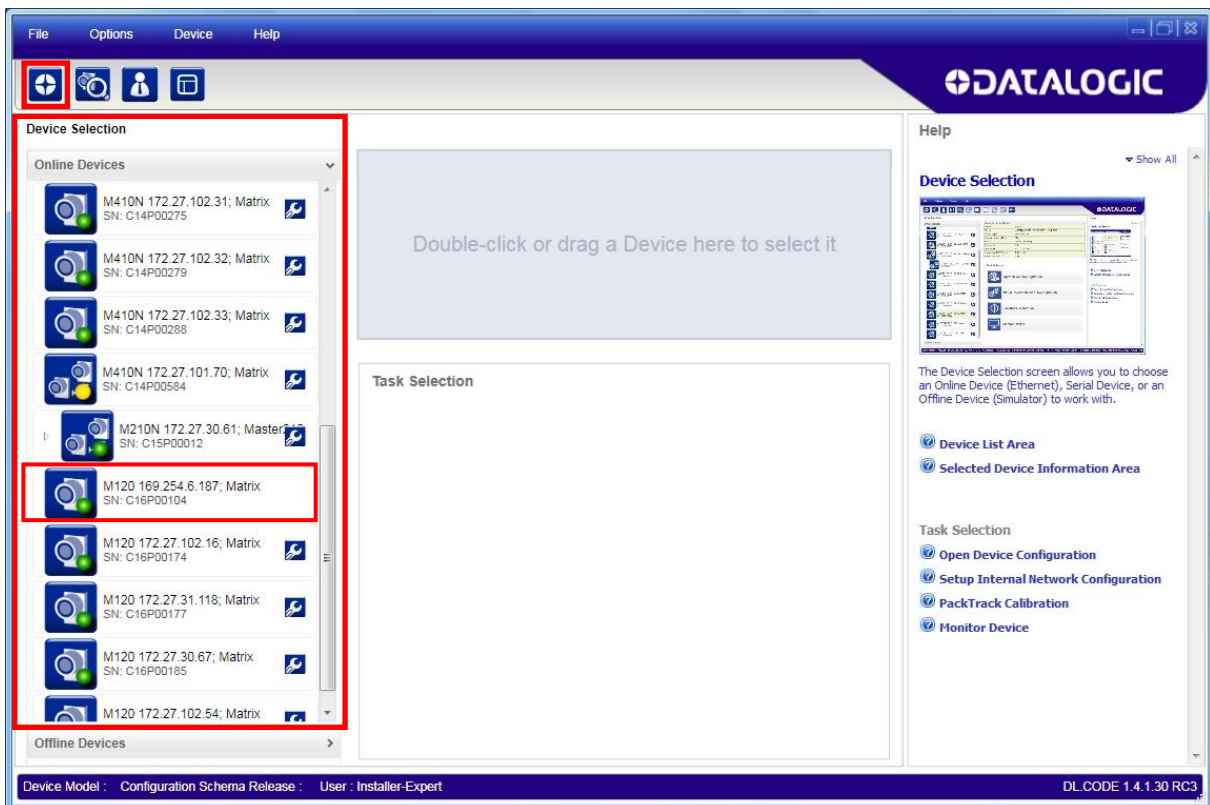 File Options Device Help
DATALOGIC
Device Selection
Online Devices
M410N 172.27.102.31; Matrix
SN: C14P00275
M410N 172.27.102.32; Matrix
SN: C14P00279
M410N 172.27.102.33; Matrix
SN: C14P00288
M410N 172.27.101.70; Matrix
SN: C14P00584
M210N 172.27.30.61; Master
SN: C15P00012
M120 169.254.6.187; Matrix
SN: C16P00104
M120 172.27.102.16; Matrix
SN: C16P00174
M120 172.27.31.118; Matrix
SN: C16P00177
M120 172.27.30.67; Matrix
SN: C16P00185
M120 172.27.102.54; Matrix
Offline Devices
Double-click or drag a Device here to select it
Task Selection
Help
Show All
Device Selection
The Device Selection screen allows you to choose
an Online Device (Ethernet), Serial Device, or an
Offline Device (Simulator) to work with.
Device List Area
Selected Device Information Area
Task Selection
Open Device Configuration
Setup Internal Network Configuration
PackTrack Calibration
Monitor Device
Device Model : Configuration Schema Release : User : Installer-Expert
DL.CODE 1.4.1.30 RC3